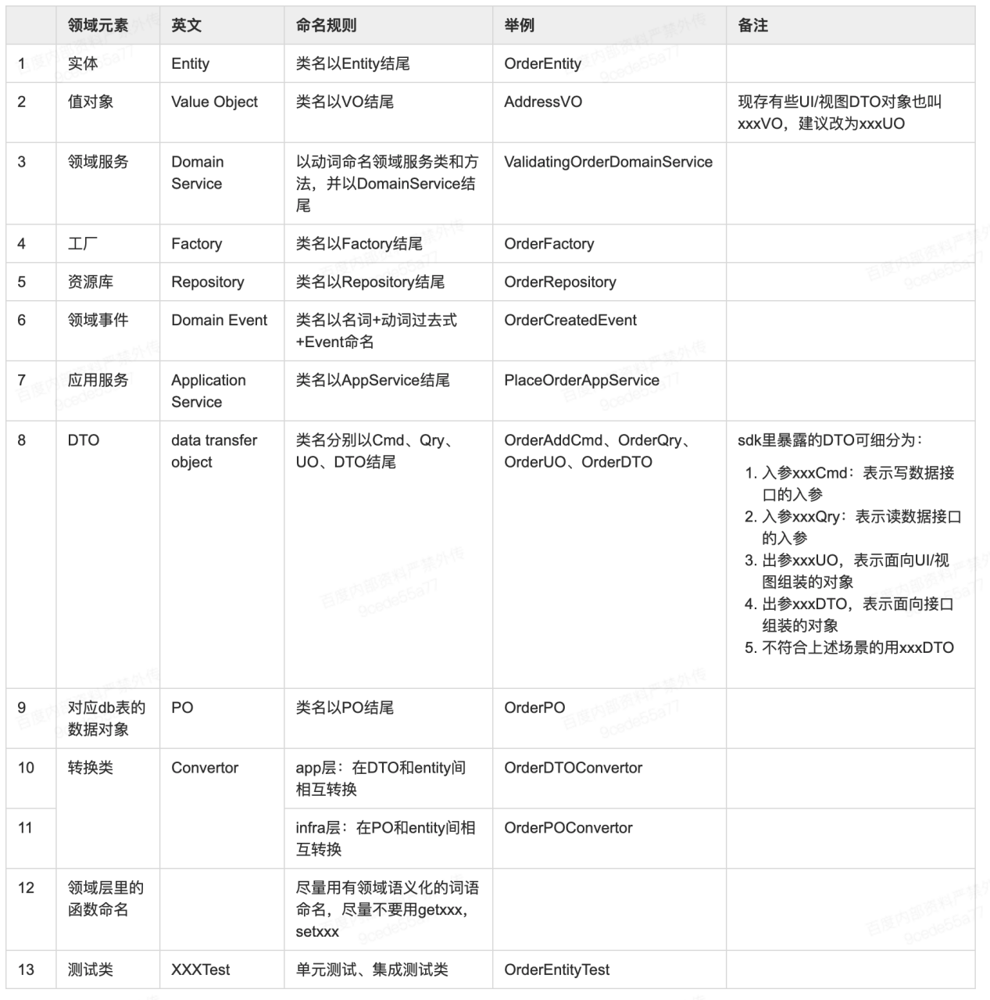 领域元素 英文 命名规则 举例 备注
1 实体 Entity 类名以Entity结尾 OrderEntity
2 值对象 Value Object 类名以VO结尾 AddressVO 现存有些UI/视图DTO对象也叫
xxxVO，建议改为xxxUO
3 领域服务 Domain
Service
以动词命名领域服务类和方
法，并以DomainService结
尾
ValidatingOrderDomainService
4 工厂 Factory 类名以Factory结尾 OrderFactory
5 资源库 Repository 类名以Repository结尾 OrderRepository
6 领域事件 Domain Event 类名以名词+动词过去式
+Event命名
OrderCreatedEvent
7 应用服务 Application
Service
类名以AppService结尾 PlaceOrderAppService
8 DTO data transfer
object
类名分别以Cmd、Qry、
UO、DTO结尾
OrderAddCmd、OrderQry、
OrderUO、OrderDTO
sdk里暴露的DTO可细分为：
1. 入参xxxCmd：表示写数据接
口的入参
2. 入参xxxQry：表示读数据接口
的入参
3. 出参xxxUO，表示面向UI/视
图组装的对象
4. 出参xxxDTO，表示面向接口
组装的对象
5. 不符合上述场景的用xxxDTO
9 对应db表的
数据对象
PO 类名以PO结尾 OrderPO
10 转换类 Convertor app层：在DTO和entity间
相互转换
OrderDTOConvertor
11 infra层：在PO和entity间相
互转换
OrderPOConvertor
12 领域层里的
函数命名
尽量用有领域语义化的词语
命名，尽量不要用getxxx，
setxxx
13 测试类 XXXTest 单元测试、集成测试类 OrderEntityTest
百度内部资料严禁外传
9cede55a77